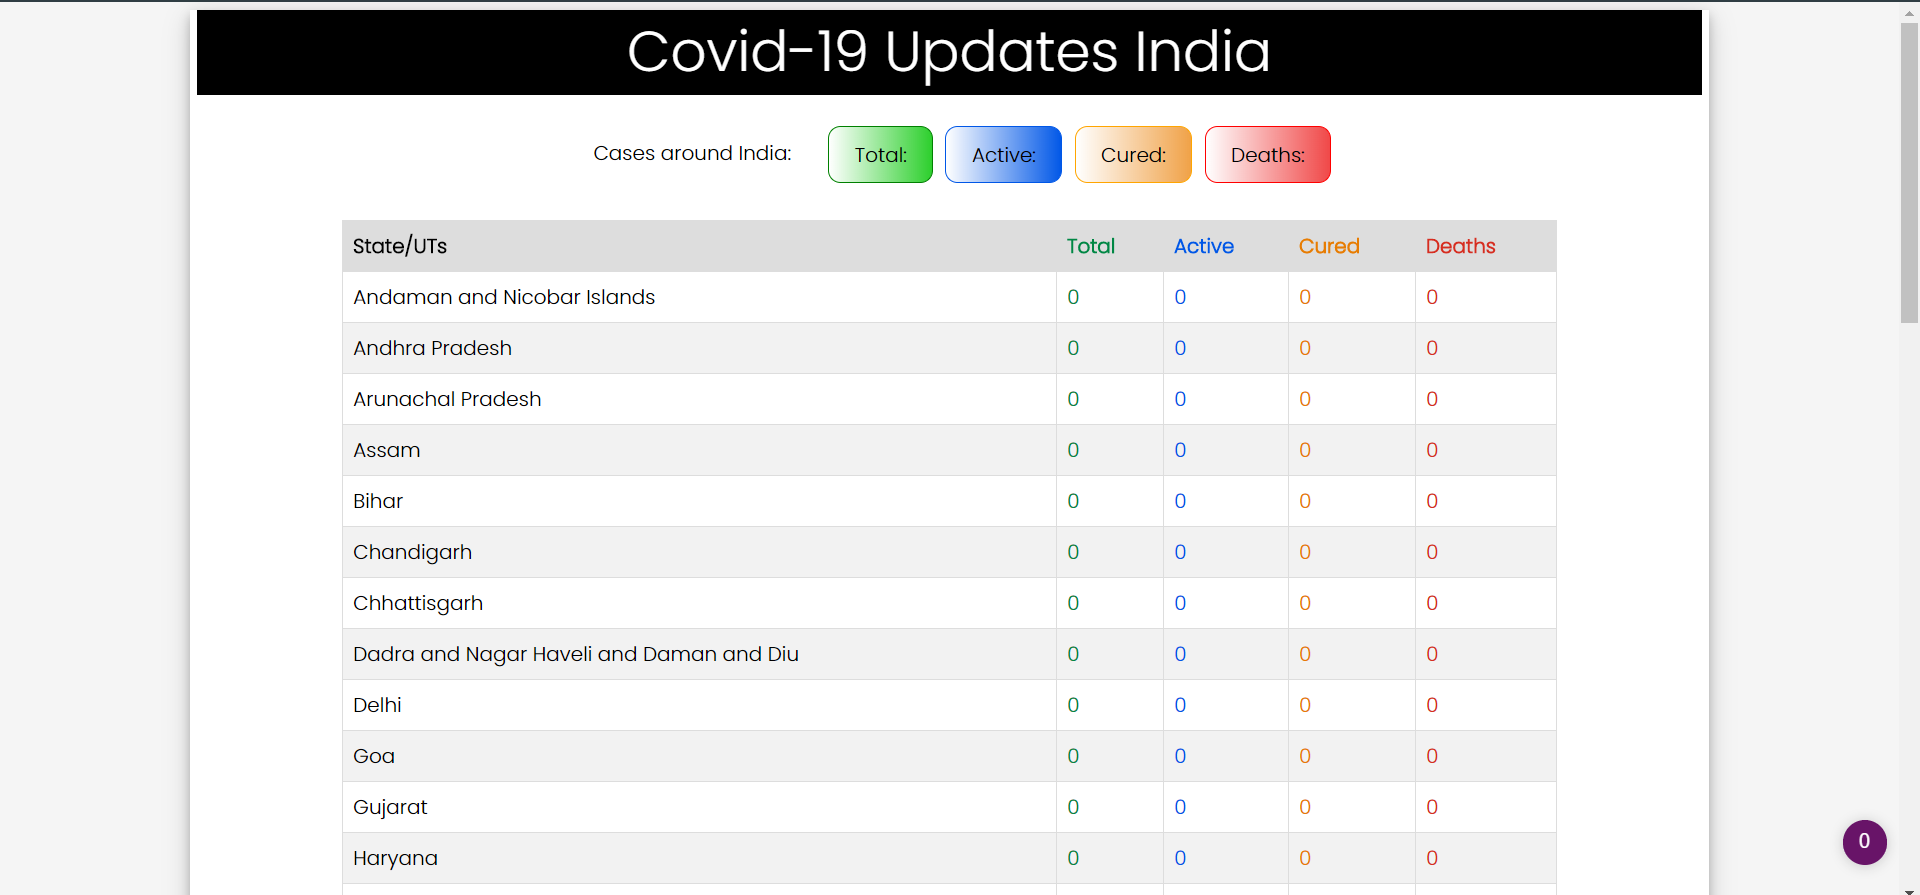 Covid-19 Updates India
Cases around India: Total: Active: Cured: Deaths:
State/UTs Total Active Cured Deaths
Andaman and Nicobar Islands 0 0 0 0
Andhra Pradesh 0 0 0 0
Arunachal Pradesh 0 0 0 0
Assam 0 0 0 0
Bihar 0 0 0 0
Chandigarh 0 0 0 0
Chhattisgarh 0 0 0 0
Dadra and Nagar Haveli and Daman and Diu 0 0 0 0
Delhi 0 0 0 0
Goa 0 0 0 0
Gujarat 0 0 0 0
Haryana 0 0 0 0
0